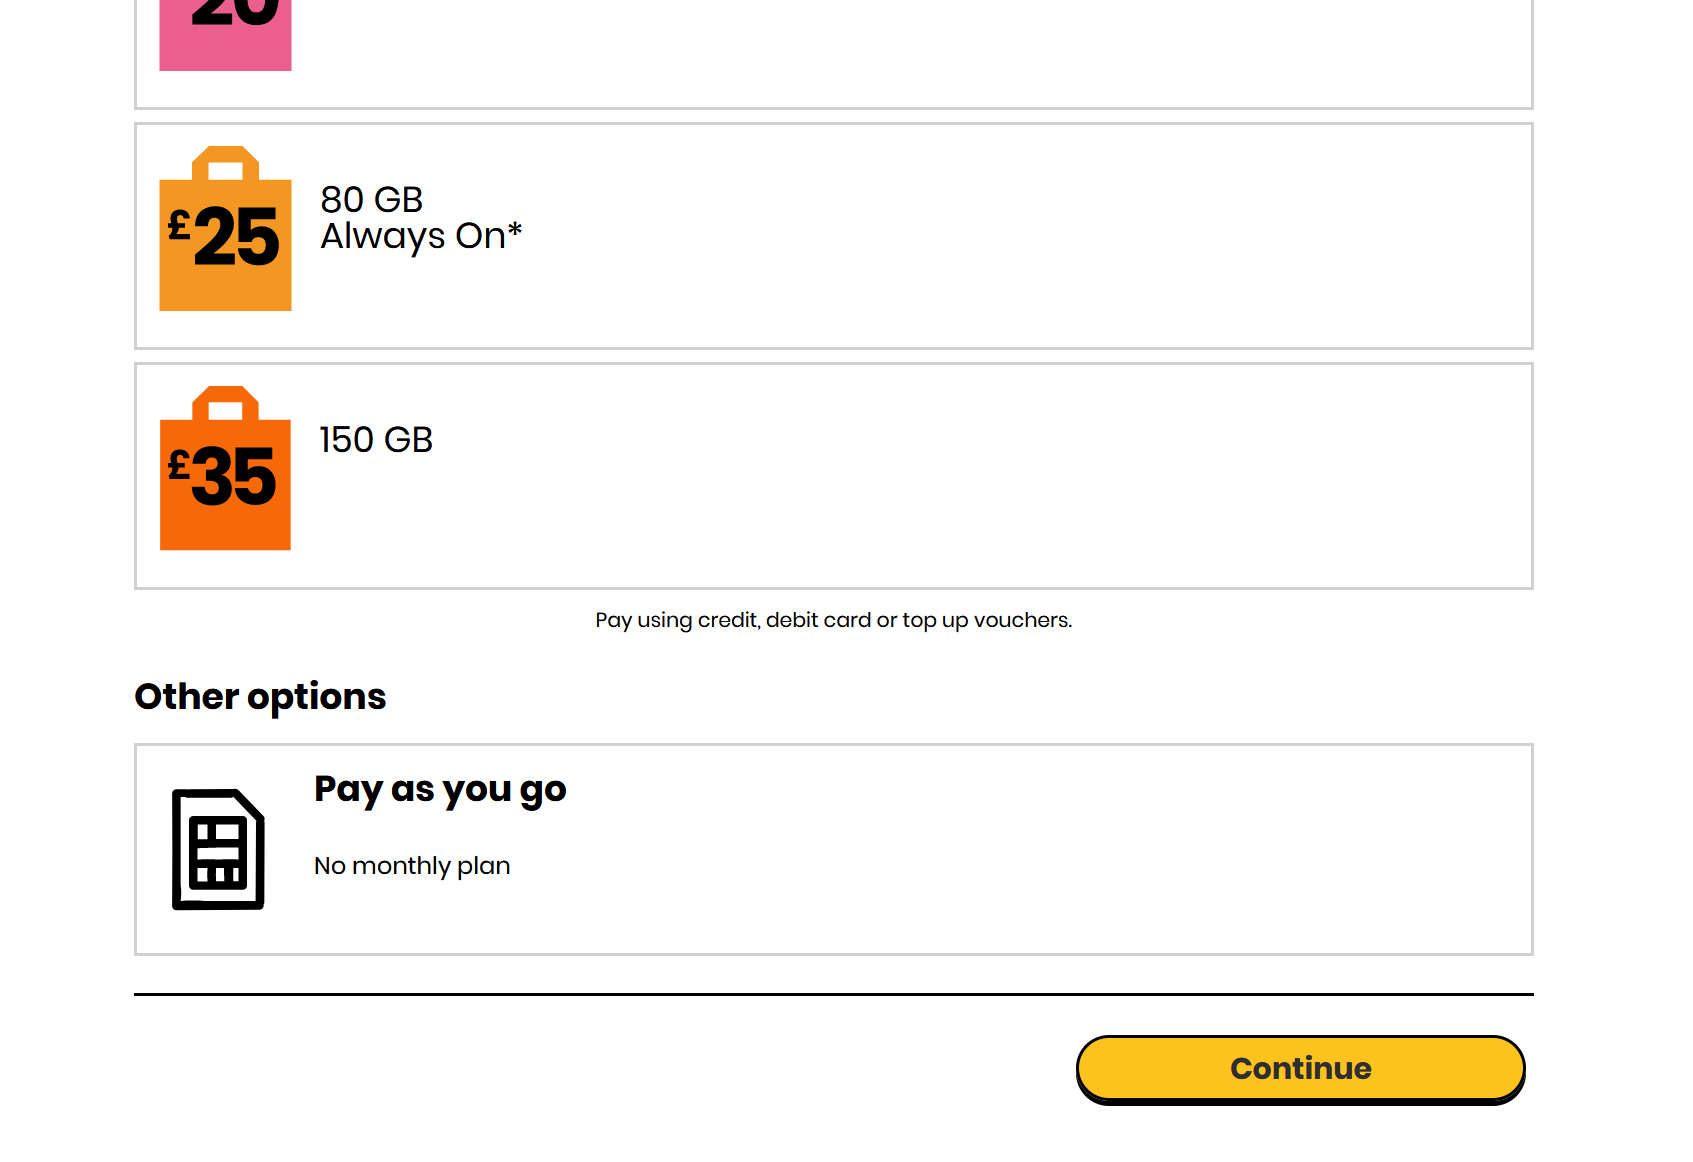 20
£25
80 GB
Always On*
£35
150 GB
Pay using credit, debit card or top up vouchers.
Other options
Pay as you go
No monthly plan
Continue